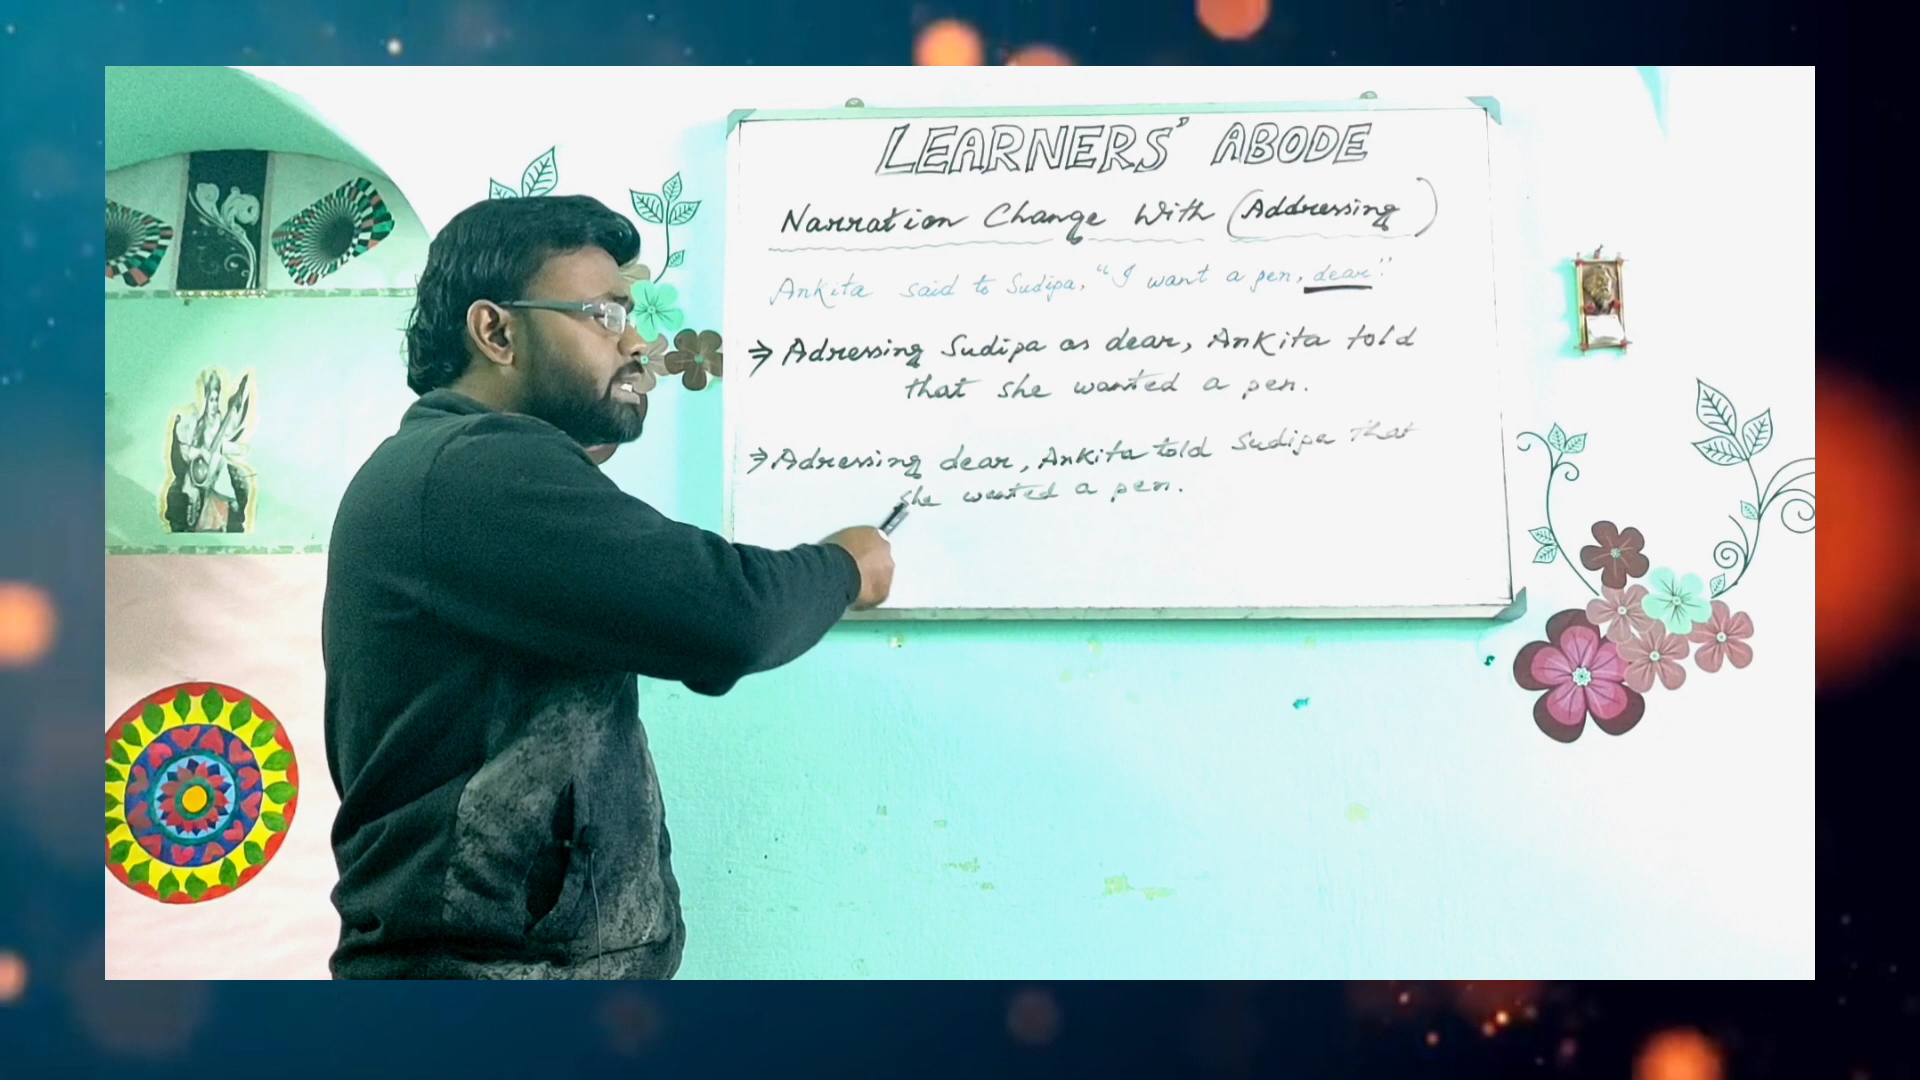 LEARNERS' ABODE
Narration Change With (Addressing)
Ankita said to Sudipa, "I want a pen, dear".
⇒ Adressing Sudipa as dear, Ankita told
that she wanted a pen.
⇒ Adressing dear, Ankita told Sudipa that
she wanted a pen.